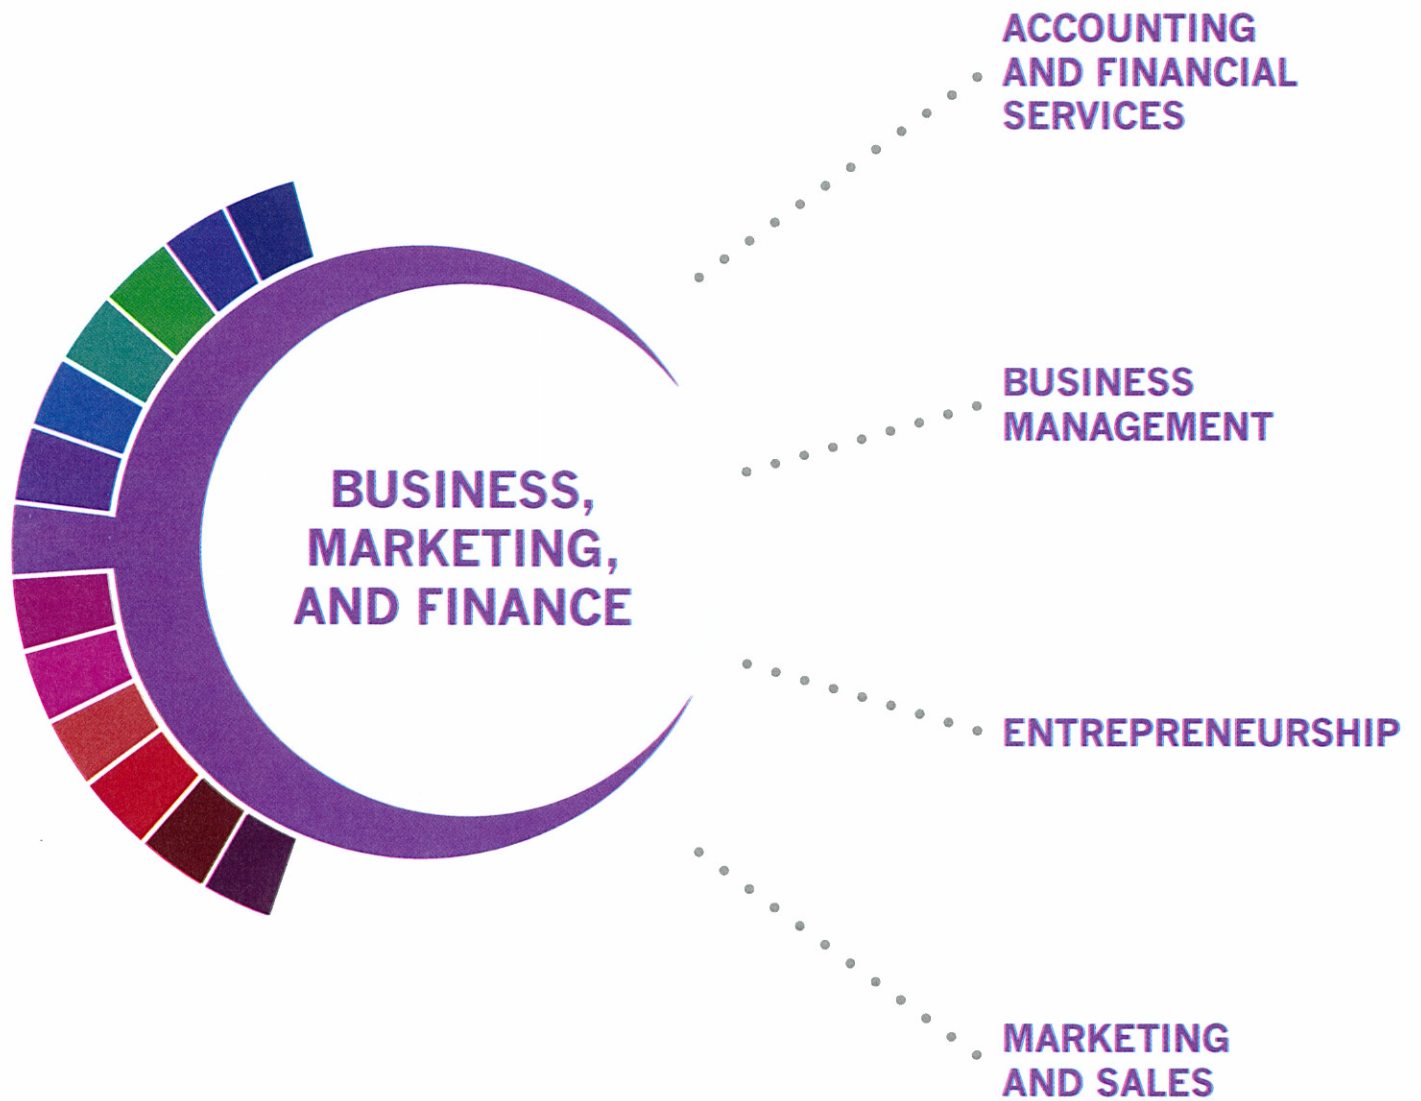 ACCOUNTING
AND FINANCIAL
SERVICES
BUSINESS
MANAGEMENT
BUSINESS,
MARKETING,
AND FINANCE
ENTREPRENEURSHIP
MARKETING
AND SALES